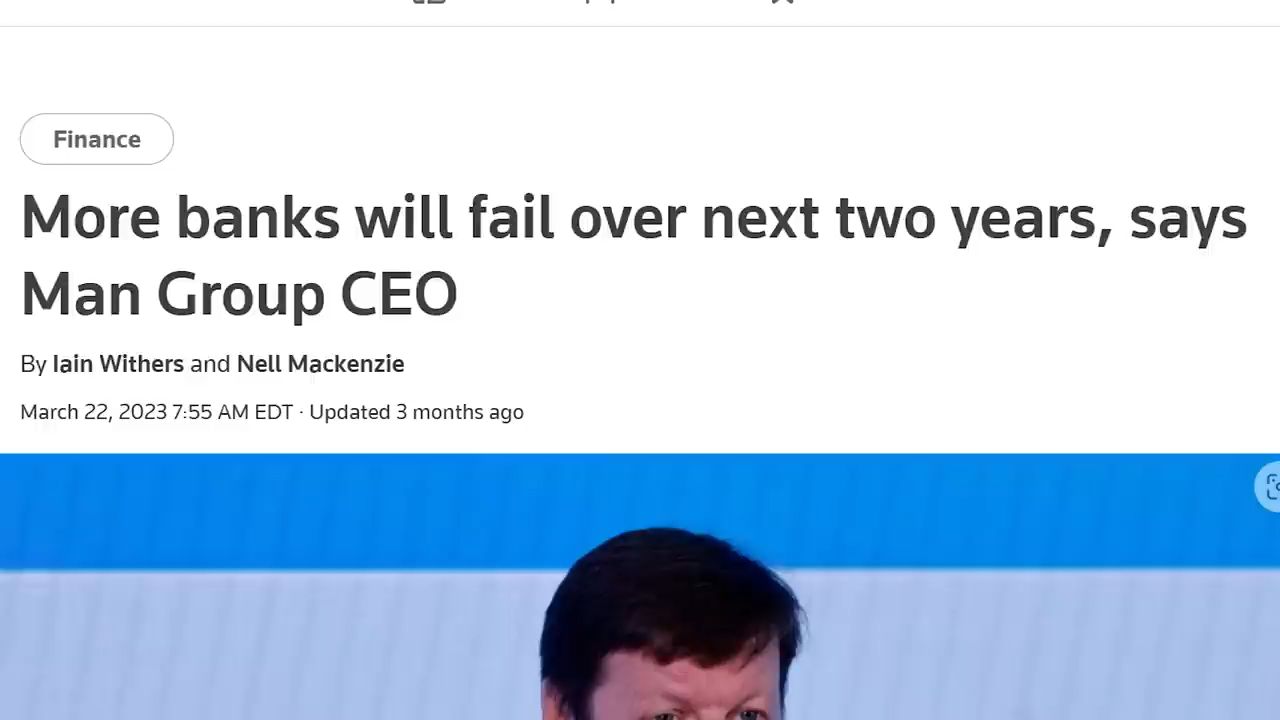 Finance
More banks will fail over next two years, says
Man Group CEO
By Iain Withers and Nell Mackenzie
March 22, 2023 7:55 AM EDT · Updated 3 months ago